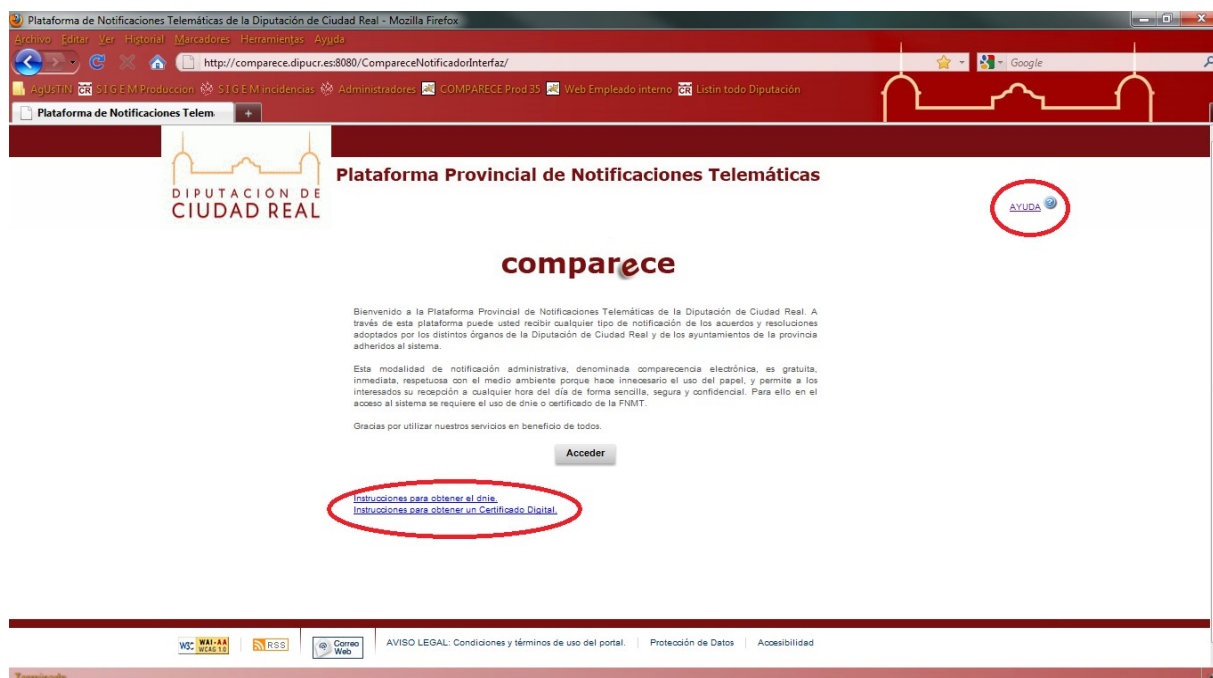 Plataforma de Notificaciones Telemáticas de la Diputación de Ciudad Real - Mozilla Firefox
Archivo Editar Ver Historial Marcadores Herramientas Ayuda
http://comparece.dipucr.es:8080/CompareceNotificadorInterfaz/
Google
AgUsTiN SIGEM Produccion SIGEM incidencias Administradores COMPARECE Prod 35 Web Empleado interno Listin todo Diputación
Plataforma de Notificaciones Telem
DIPUTACIÓN DE
CIUDAD REAL
Plataforma Provincial de Notificaciones Telemáticas
AYUDA
comparece
Bienvenido a la Plataforma Provincial de Notificaciones Telemáticas de la Diputación de Ciudad Real. A
través de esta plataforma puede usted recibir cualquier tipo de notificación de los acuerdos y resoluciones
adoptados por los distintos órganos de la Diputación de Ciudad Real y de los ayuntamientos de la provincia
adheridos al sistema.
Esta modalidad de notificación administrativa, denominada comparecencia electrónica, es gratuita,
inmediata, respetuosa con el medio ambiente porque hace innecesario el uso del papel, y permite a los
interesados su recepción a cualquier hora del día de forma sencilla, segura y confidencial. Para ello en el
acceso al sistema se requiere el uso de dnie o certificado de la FNMT.
Gracias por utilizar nuestros servicios en beneficio de todos.
Acceder
Instrucciones para obtener el dnie.
Instrucciones para obtener un Certificado Digital.
W3C WAI-AA WCAG 1.0
RSS
Correo Web
AVISO LEGAL: Condiciones y términos de uso del portal. Protección de Datos Accesibilidad
Terminado